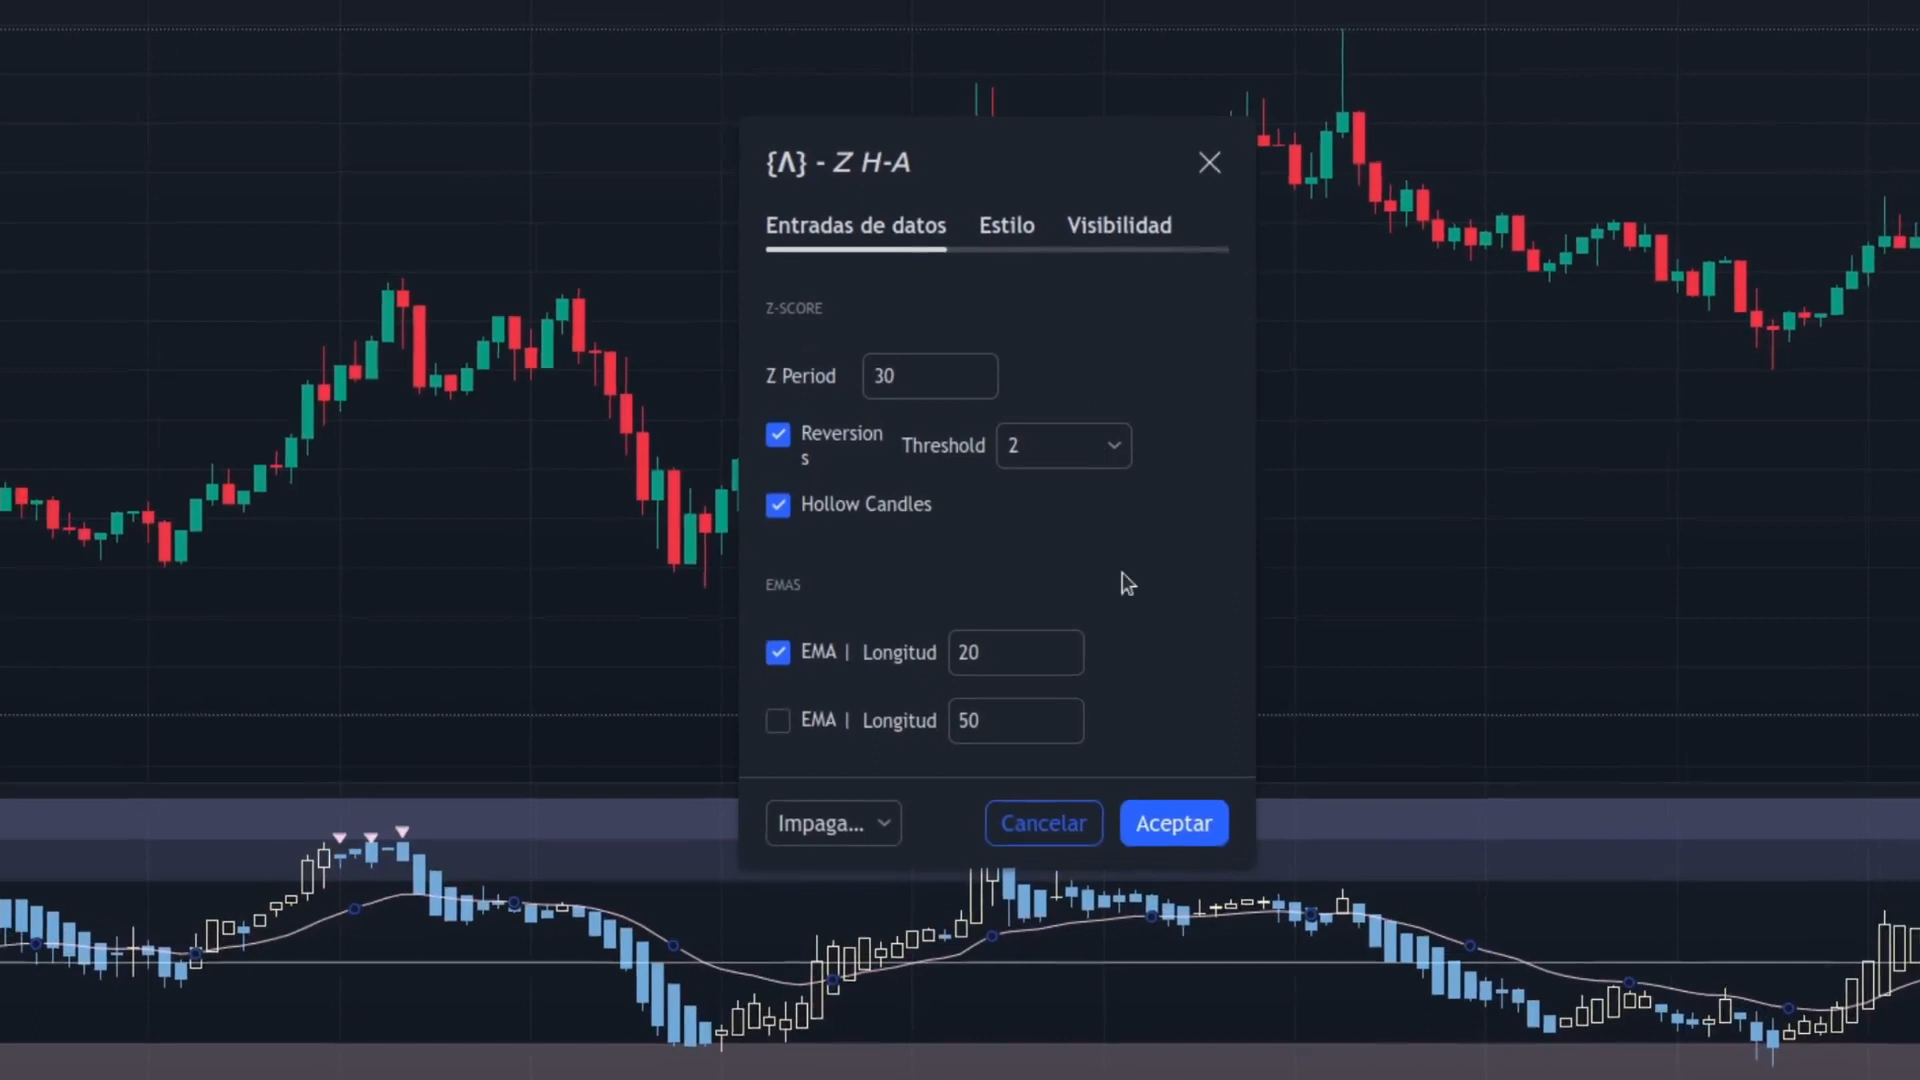 {Λ} - Z H-A
Entradas de datos Estilo Visibilidad
Z-SCORE
Z Period 30
Reversion
s
Threshold 2
Hollow Candles
EMAS
EMA | Longitud 20
EMA | Longitud 50
Impaga... Cancelar Aceptar